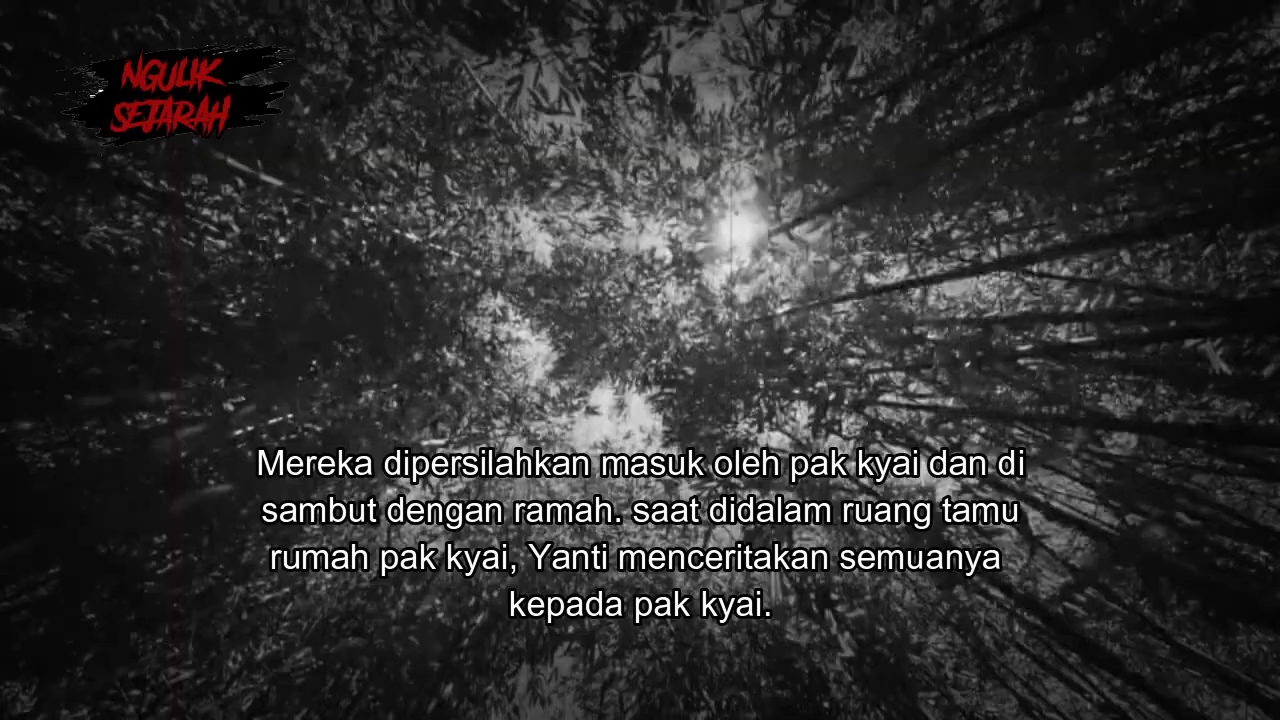 NGULIK
SEJARAH
Mereka dipersilahkan masuk oleh pak kyai dan di
sambut dengan ramah. saat didalam ruang tamu
rumah pak kyai, Yanti menceritakan semuanya
kepada pak kyai.